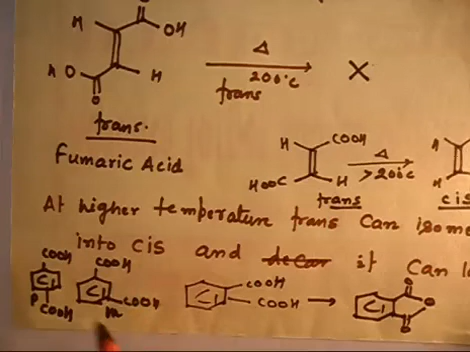 H O OH
HO O H
Δ
200°C
trans
X
trans.
Fumaric Acid
H COOH
HOOC H
trans
Δ
>200°C
H
H
cis
At higher temperature trans Can
into cis and it Can
COOH
P
COOH
COOH
COOH
m
COOH
COOH
O
O
O